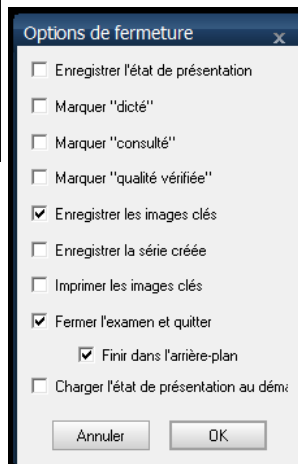 Options de fermeture
x
Enregistrer l'état de présentation
Marquer "dicté"
Marquer "consulté"
Marquer "qualité vérifiée"
Enregistrer les images clés
Enregistrer la série créée
Imprimer les images clés
Fermer l'examen et quitter
Finir dans l'arrière-plan
Charger l'état de présentation au déma
Annuler OK